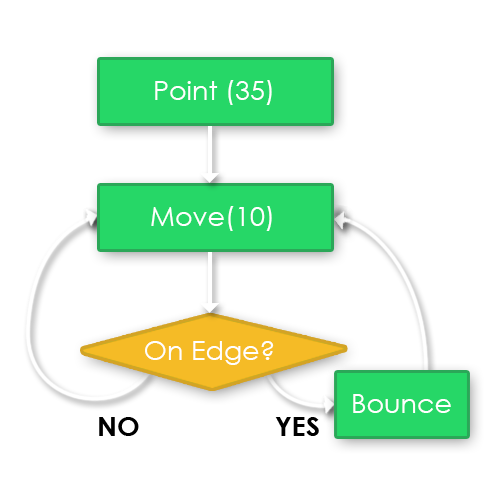 Point (35)
Move(10)
On Edge?
Bounce
NO
YES